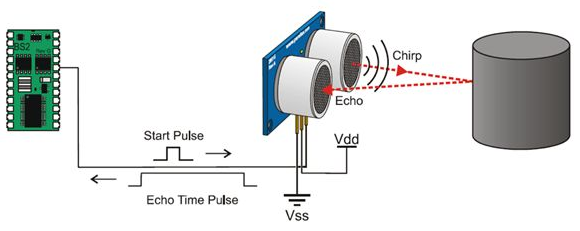 BS2
Chirp
Echo
Start Pulse
Vdd
Echo Time Pulse
Vss